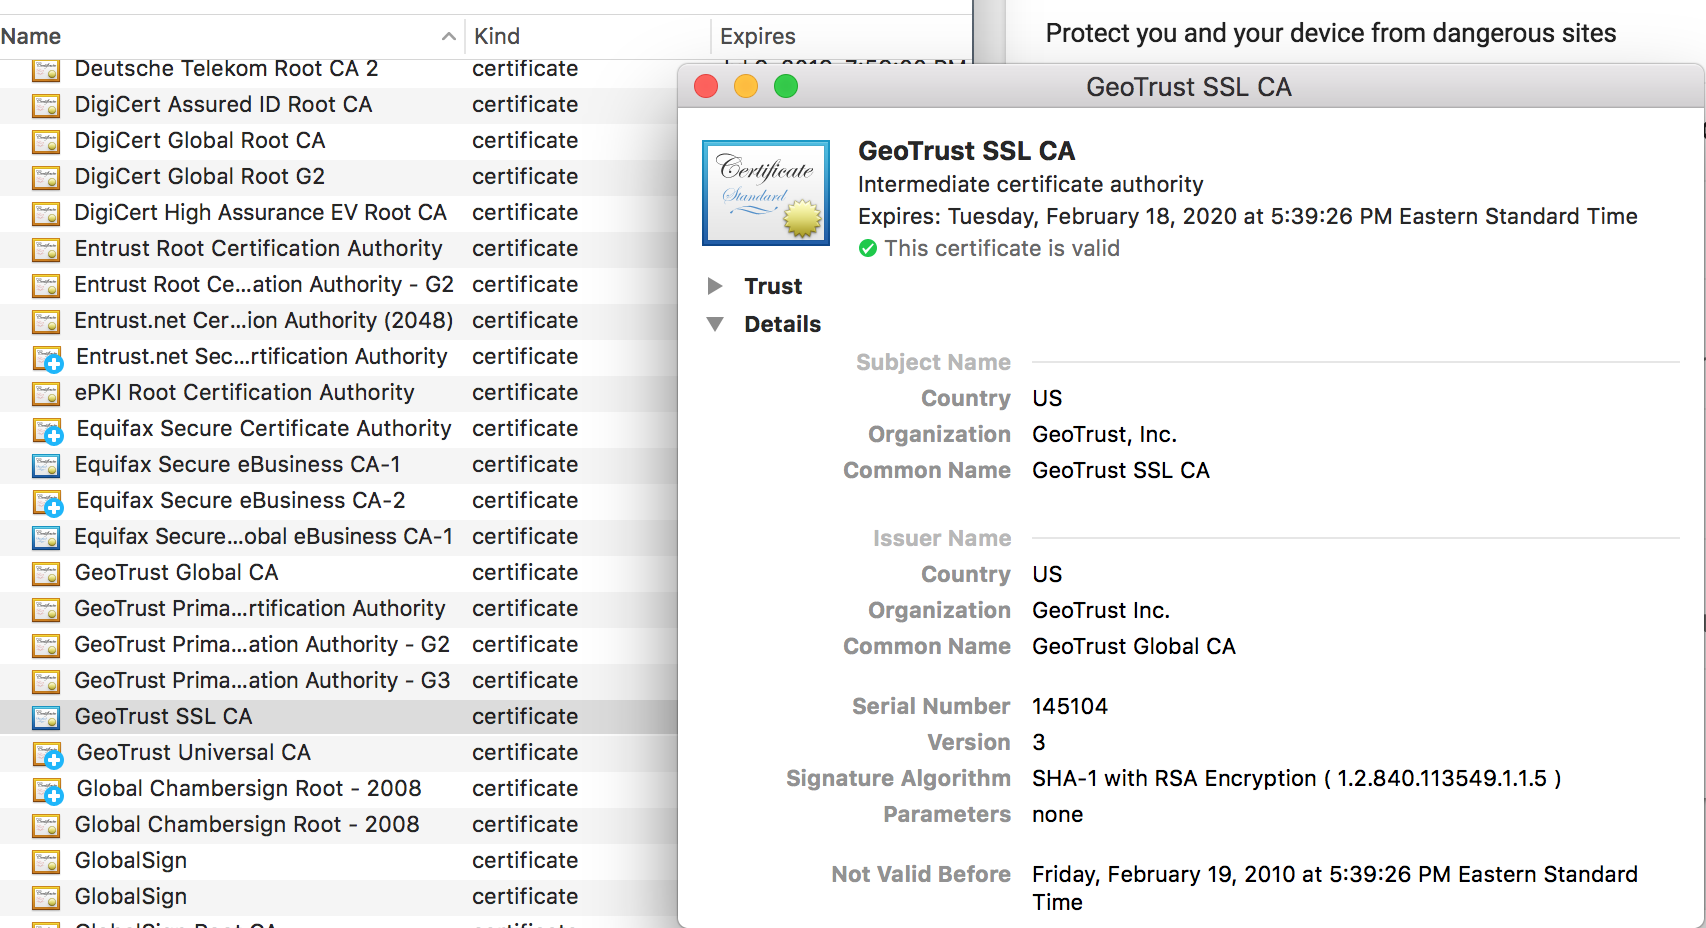 Name Kind Expires
Deutsche Telekom Root CA 2 certificate
DigiCert Assured ID Root CA certificate
DigiCert Global Root CA certificate
DigiCert Global Root G2 certificate
DigiCert High Assurance EV Root CA certificate
Entrust Root Certification Authority certificate
Entrust Root Ce...ation Authority - G2 certificate
Entrust.net Cer...ion Authority (2048) certificate
Entrust.net Sec...rtification Authority certificate
ePKI Root Certification Authority certificate
Equifax Secure Certificate Authority certificate
Equifax Secure eBusiness CA-1 certificate
Equifax Secure eBusiness CA-2 certificate
Equifax Secure...obal eBusiness CA-1 certificate
GeoTrust Global CA certificate
GeoTrust Prima...rtification Authority certificate
GeoTrust Prima...ation Authority - G2 certificate
GeoTrust Prima...ation Authority - G3 certificate
GeoTrust SSL CA certificate
GeoTrust Universal CA certificate
Global Chambersign Root - 2008 certificate
Global Chambersign Root - 2008 certificate
GlobalSign certificate
GlobalSign certificate
Protect you and your device from dangerous sites
GeoTrust SSL CA
Certificate
Standard
GeoTrust SSL CA
Intermediate certificate authority
Expires: Tuesday, February 18, 2020 at 5:39:26 PM Eastern Standard Time
This certificate is valid
Trust
Details
Subject Name
Country US
Organization GeoTrust, Inc.
Common Name GeoTrust SSL CA
Issuer Name
Country US
Organization GeoTrust Inc.
Common Name GeoTrust Global CA
Serial Number 145104
Version 3
Signature Algorithm SHA-1 with RSA Encryption ( 1.2.840.113549.1.1.5 )
Parameters none
Not Valid Before Friday, February 19, 2010 at 5:39:26 PM Eastern Standard
Time